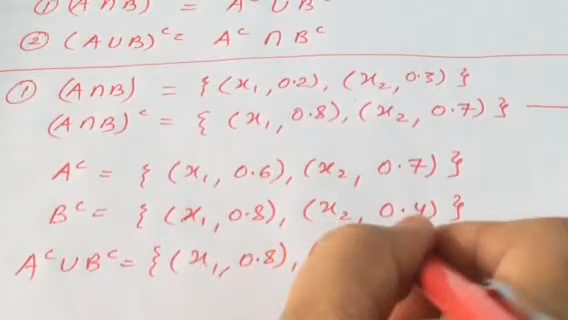 ① (A∩B)ᶜ = Aᶜ ∪ Bᶜ
② (A∪B)ᶜ = Aᶜ ∩ Bᶜ
① (A∩B) = {(x₁, 0.2), (x₂, 0.3)}
(A∩B)ᶜ = {(x₁, 0.8), (x₂, 0.7)}
Aᶜ = {(x₁, 0.6), (x₂, 0.7)}
Bᶜ = {(x₁, 0.8), (x₂, 0.4)}
Aᶜ∪Bᶜ = {(x₁, 0.8),